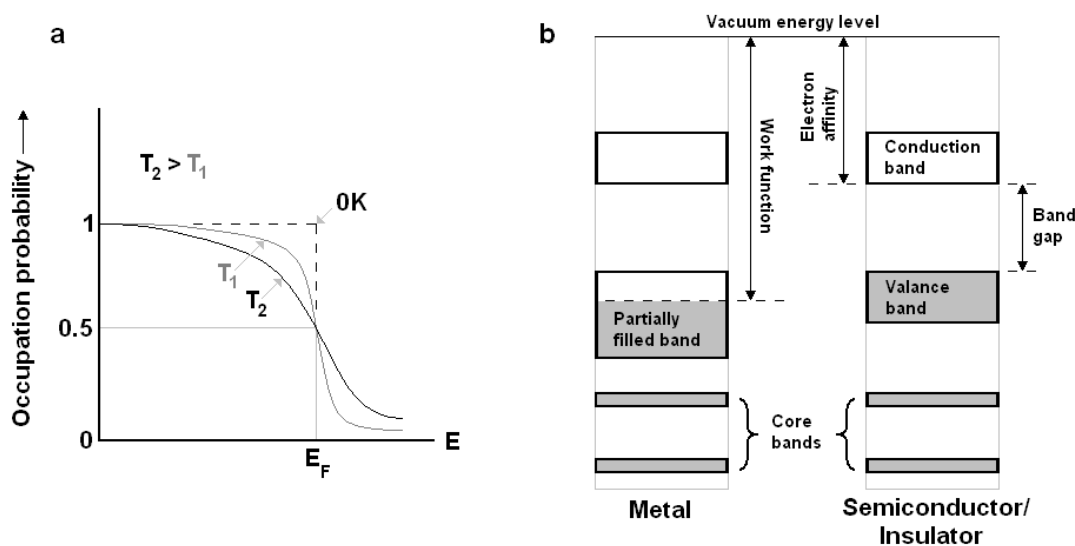 a
Occupation probability
T2 > T1
0K
1
T1
T2
0.5
0
EF
E
b
Vacuum energy level
Work function
Electron
affinity
Conduction
band
Band
gap
Partially
filled band
Valance
band
Core
bands
Metal
Semiconductor/
Insulator